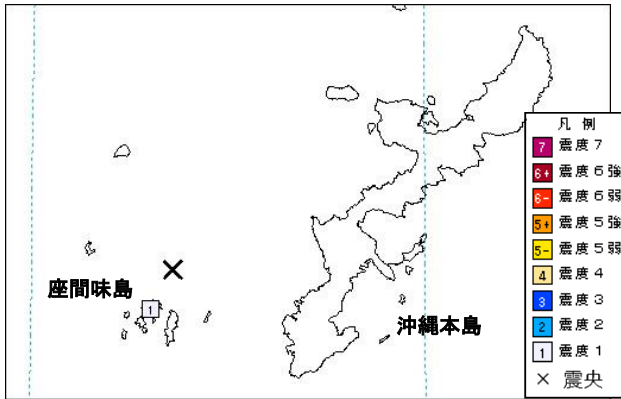 座間味島
1
沖縄本島
凡 例
7 震度7
6+ 震度6強
6- 震度6弱
5+ 震度5強
5- 震度5弱
4 震度4
3 震度3
2 震度2
1 震度1
× 震央